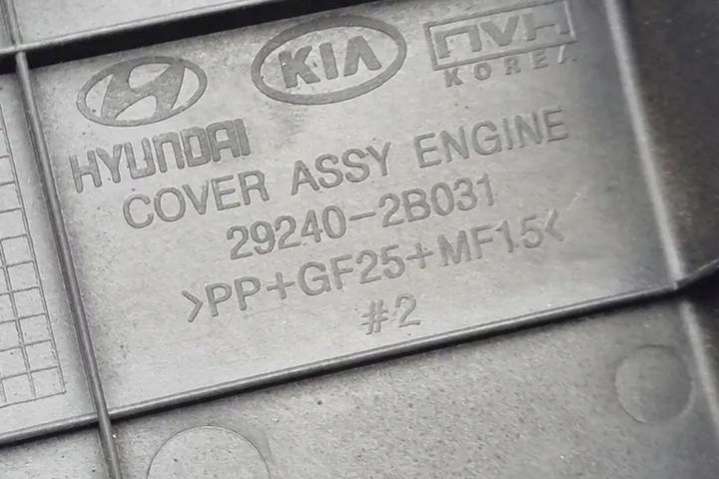 KIA
NVH
KOREA
HYUNDAI
COVER ASSY ENGINE
29240-2B031
>PP+GF25+MF15<
#2